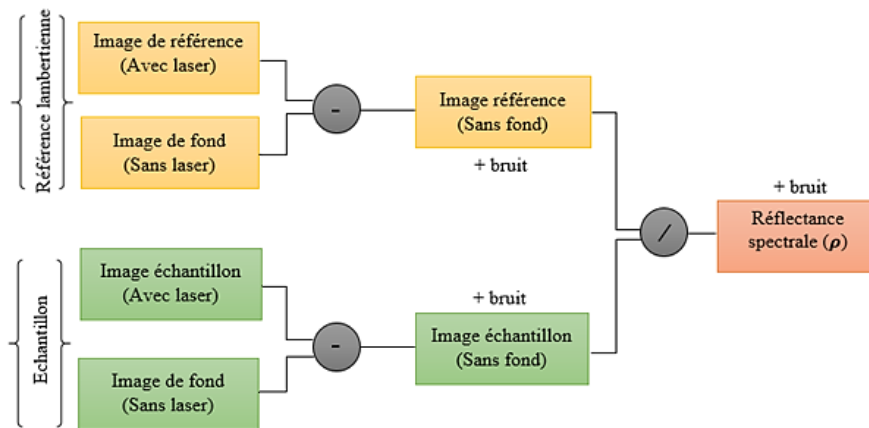 Référence lambertienne
Image de référence
(Avec laser)
Image de fond
(Sans laser)
-
Image référence
(Sans fond)
+ bruit
/
+ bruit
Réflectance
spectrale (ρ)
Echantillon
Image échantillon
(Avec laser)
Image de fond
(Sans laser)
-
+ bruit
Image échantillon
(Sans fond)